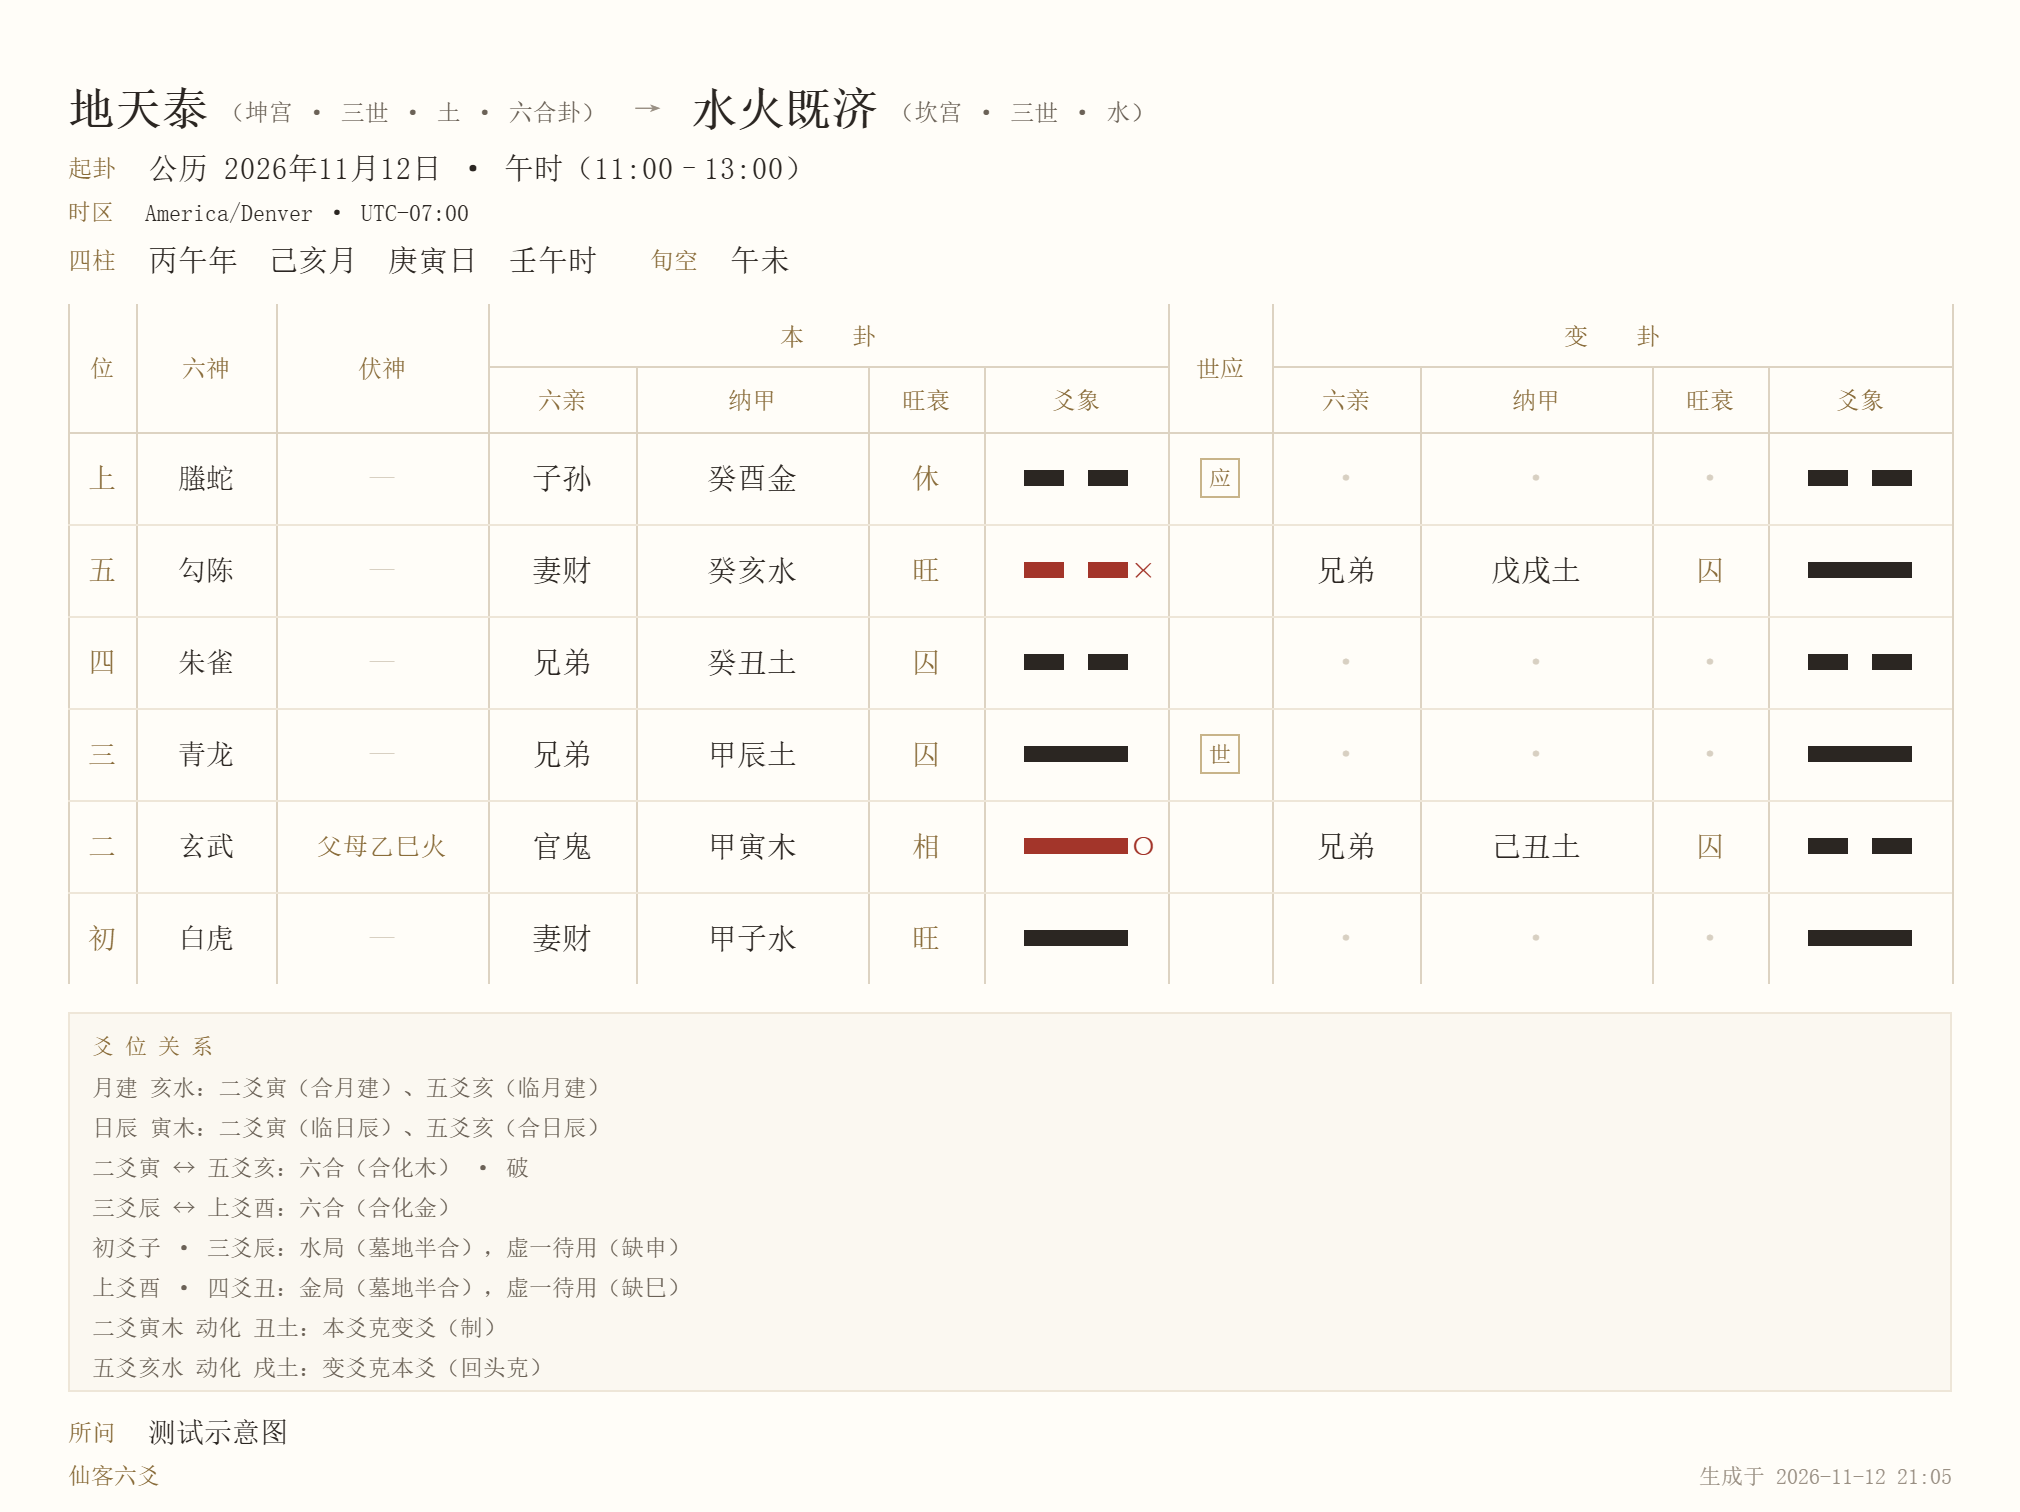 地天泰（坤宫 • 三世 • 土 • 六合卦） → 水火既济（坎宫 • 三世 • 水）
起卦 公历 2026年11月12日 • 午时（11:00－13:00）
时区 America/Denver • UTC-07:00
四柱 丙午年 己亥月 庚寅日 壬午时 旬空 午未
位 六神 伏神 本卦 世应 变卦
六亲 纳甲 旺衰 爻象 六亲 纳甲 旺衰 爻象
上 螣蛇 — 子孙 癸酉金 休 应 • • •
五 勾陈 — 妻财 癸亥水 旺 × 兄弟 戊戌土 囚
四 朱雀 — 兄弟 癸丑土 囚 • • •
三 青龙 — 兄弟 甲辰土 囚 世 • • •
二 玄武 父母乙巳火 官鬼 甲寅木 相 O 兄弟 己丑土 囚
初 白虎 — 妻财 甲子水 旺 • • •
爻位关系
月建 亥水：二爻寅（合月建）、五爻亥（临月建）
日辰 寅木：二爻寅（临日辰）、五爻亥（合日辰）
二爻寅 ↔ 五爻亥：六合（合化木） • 破
三爻辰 ↔ 上爻酉：六合（合化金）
初爻子 • 三爻辰：水局（墓地半合），虚一待用（缺申）
上爻酉 • 四爻丑：金局（墓地半合），虚一待用（缺巳）
二爻寅木 动化 丑土：本爻克变爻（制）
五爻亥水 动化 戌土：变爻克本爻（回头克）
所问 测试示意图
仙客六爻 生成于 2026-11-12 21:05